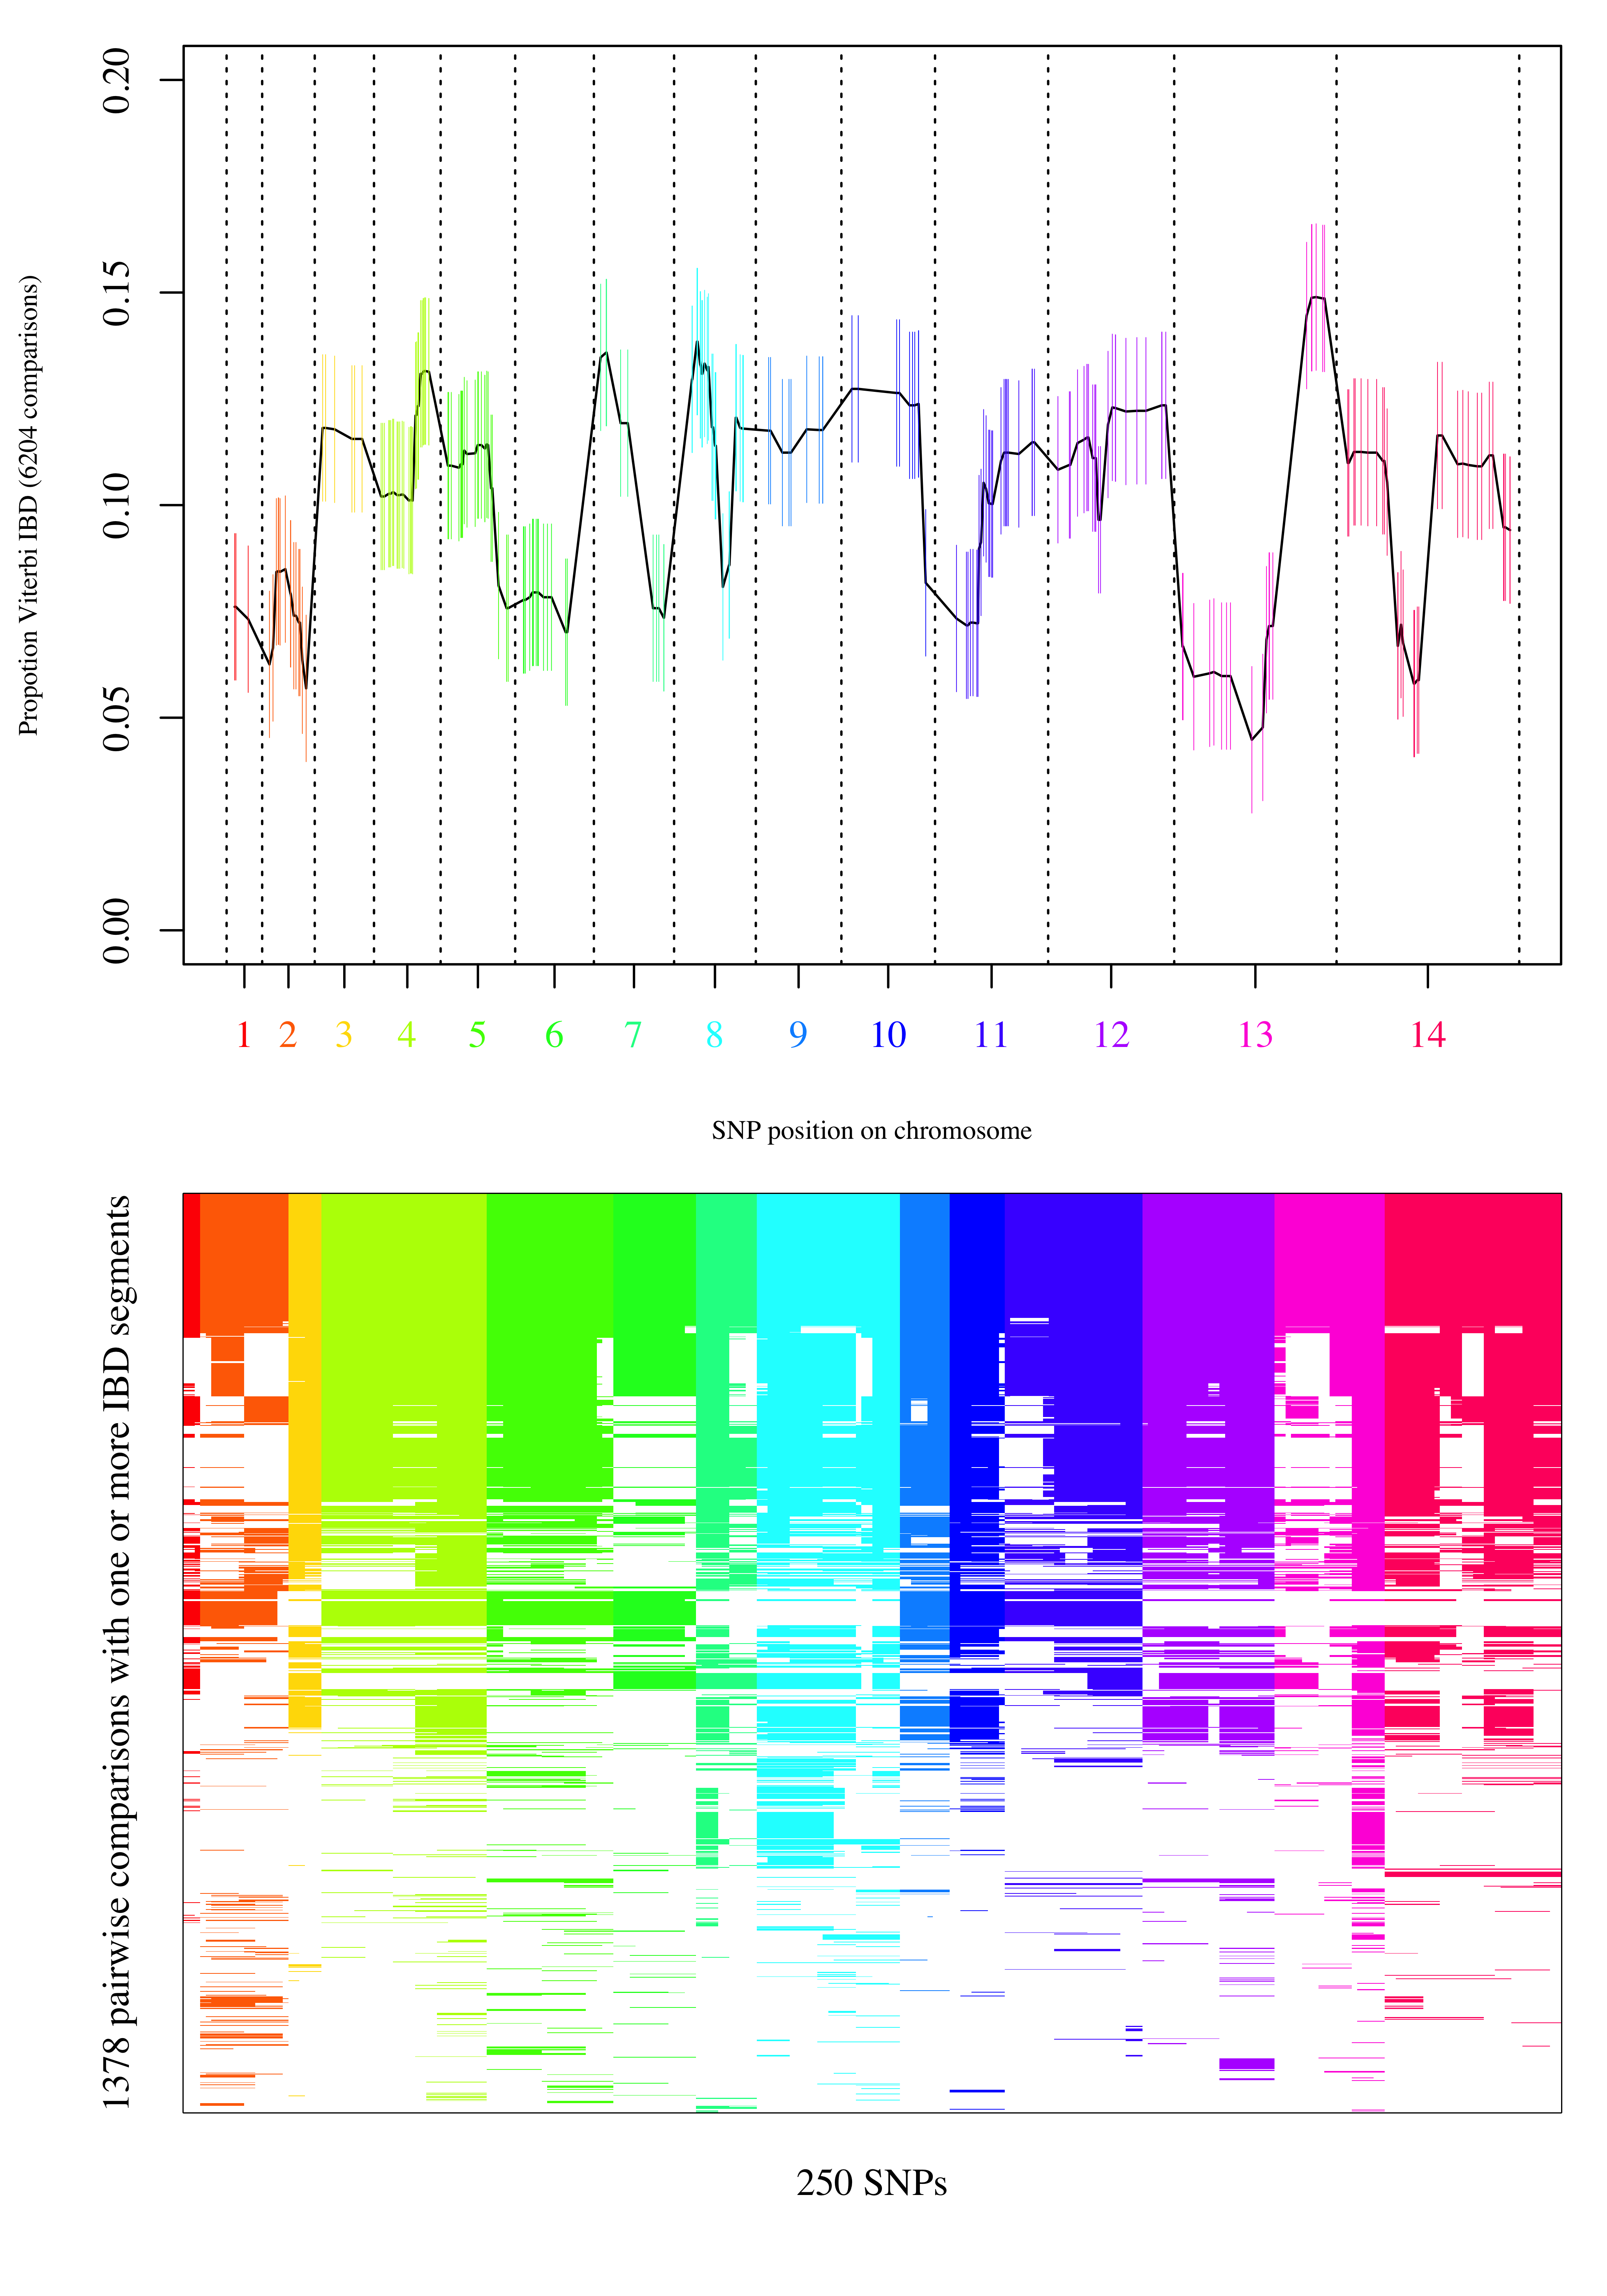 Propotion Viterbi IBD (6204 comparisons)
0.20
0.15
0.10
0.05
0.00
1 2 3 4 5 6 7 8 9 10 11 12 13 14
SNP position on chromosome
1378 pairwise comparisons with one or more IBD segments
250 SNPs